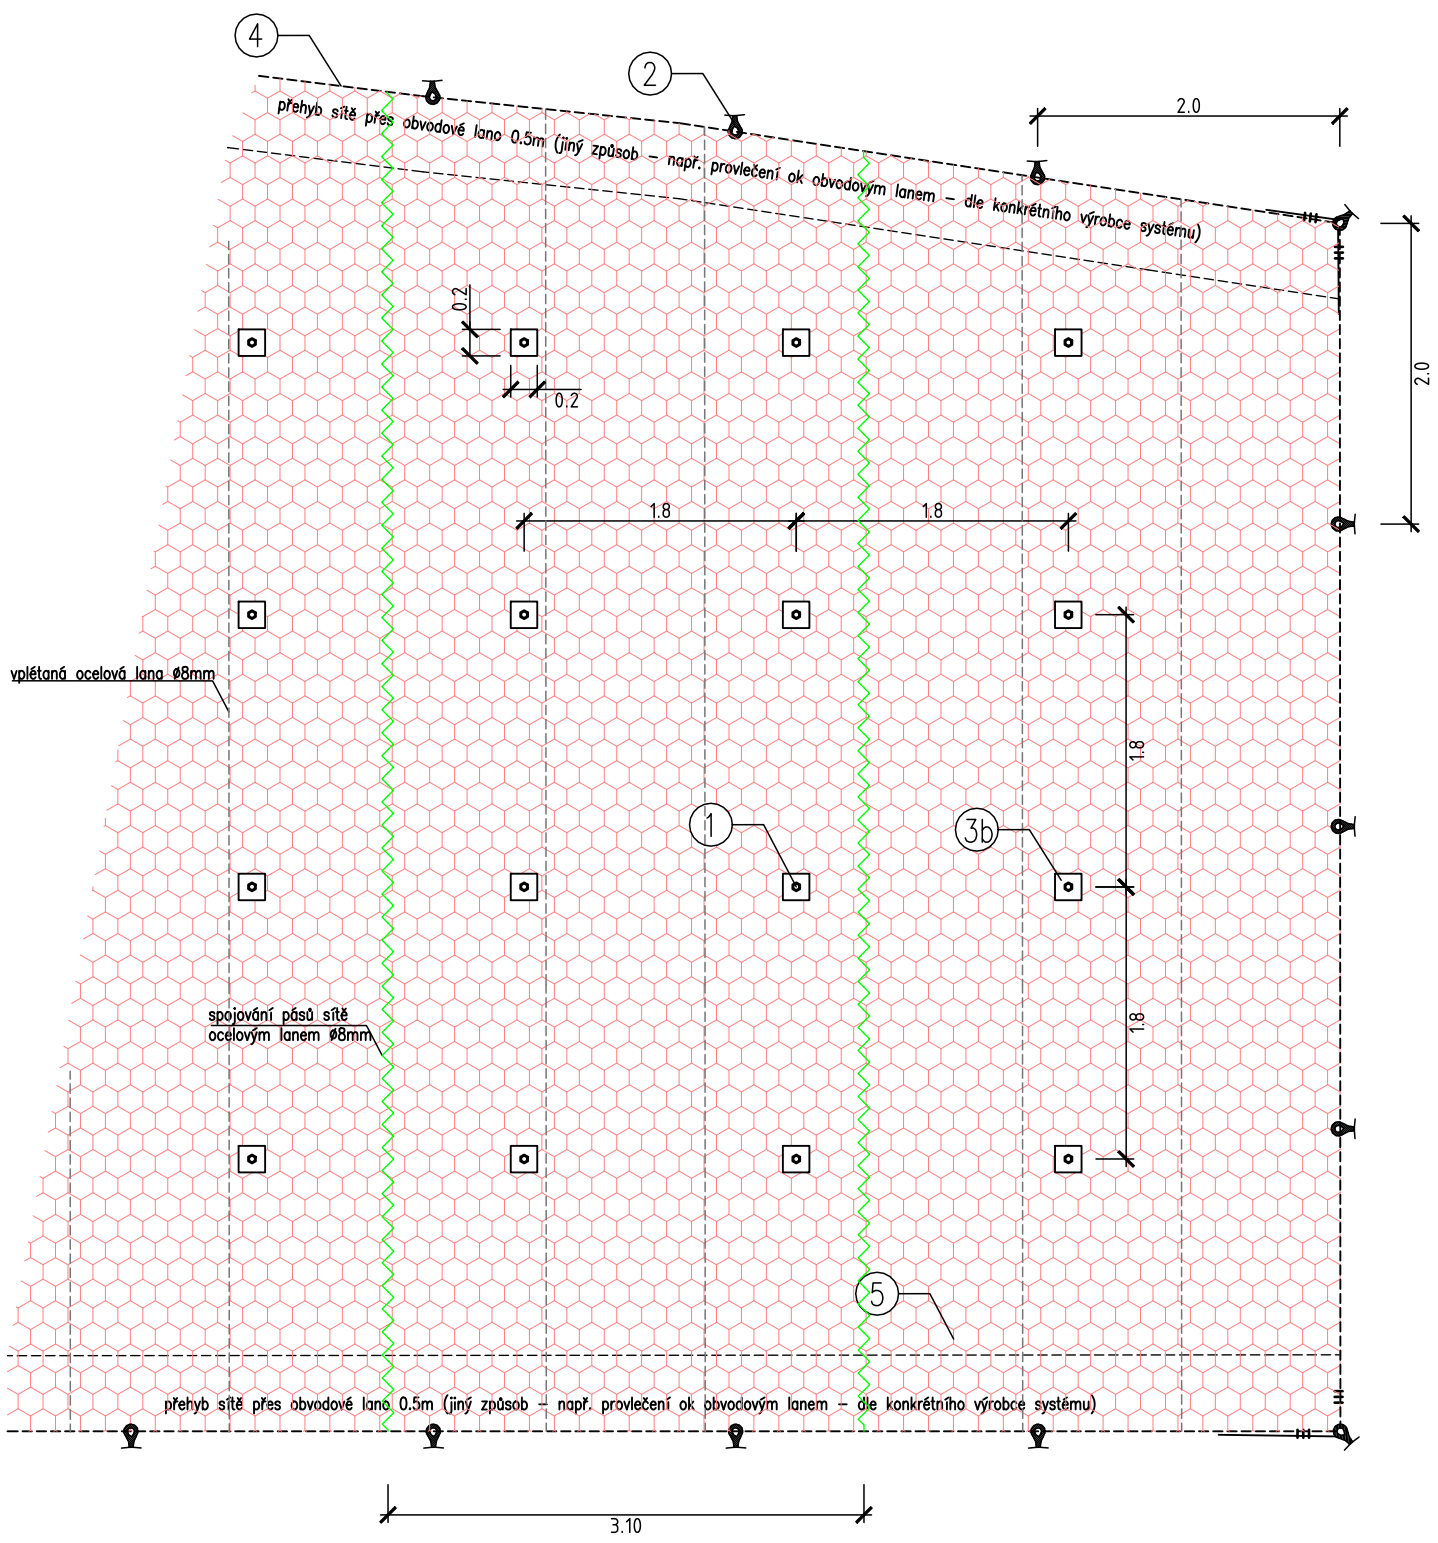 4
2
2.0
přehyb sítě přes obvodové lano 0.5m (jiný způsob – např. provlečení ok obvodovým lanem – dle konkrétního výrobce systému)
0.2
0.2
2.0
1.8
1.8
vplétaná ocelová lana ø8mm
1.8
1
3b
spojování pásů sítě
ocelovým lanem ø8mm
1.8
5
přehyb sítě přes obvodové lano 0.5m (jiný způsob – např. provlečení ok obvodovým lanem – dle konkrétního výrobce systému)
3.10